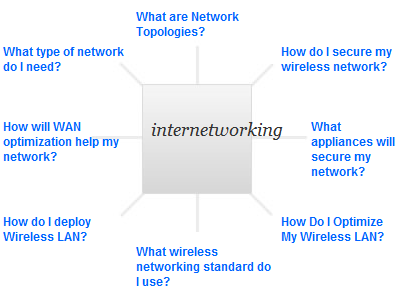 What are Network
Topologies?
What type of network
do I need?
How do I secure my
wireless network?
How will WAN
optimization help my
network?
internetworking
What
appliances will
secure my
network?
How do I deploy
Wireless LAN?
What wireless
networking standard do
I use?
How Do I Optimize
My Wireless LAN?